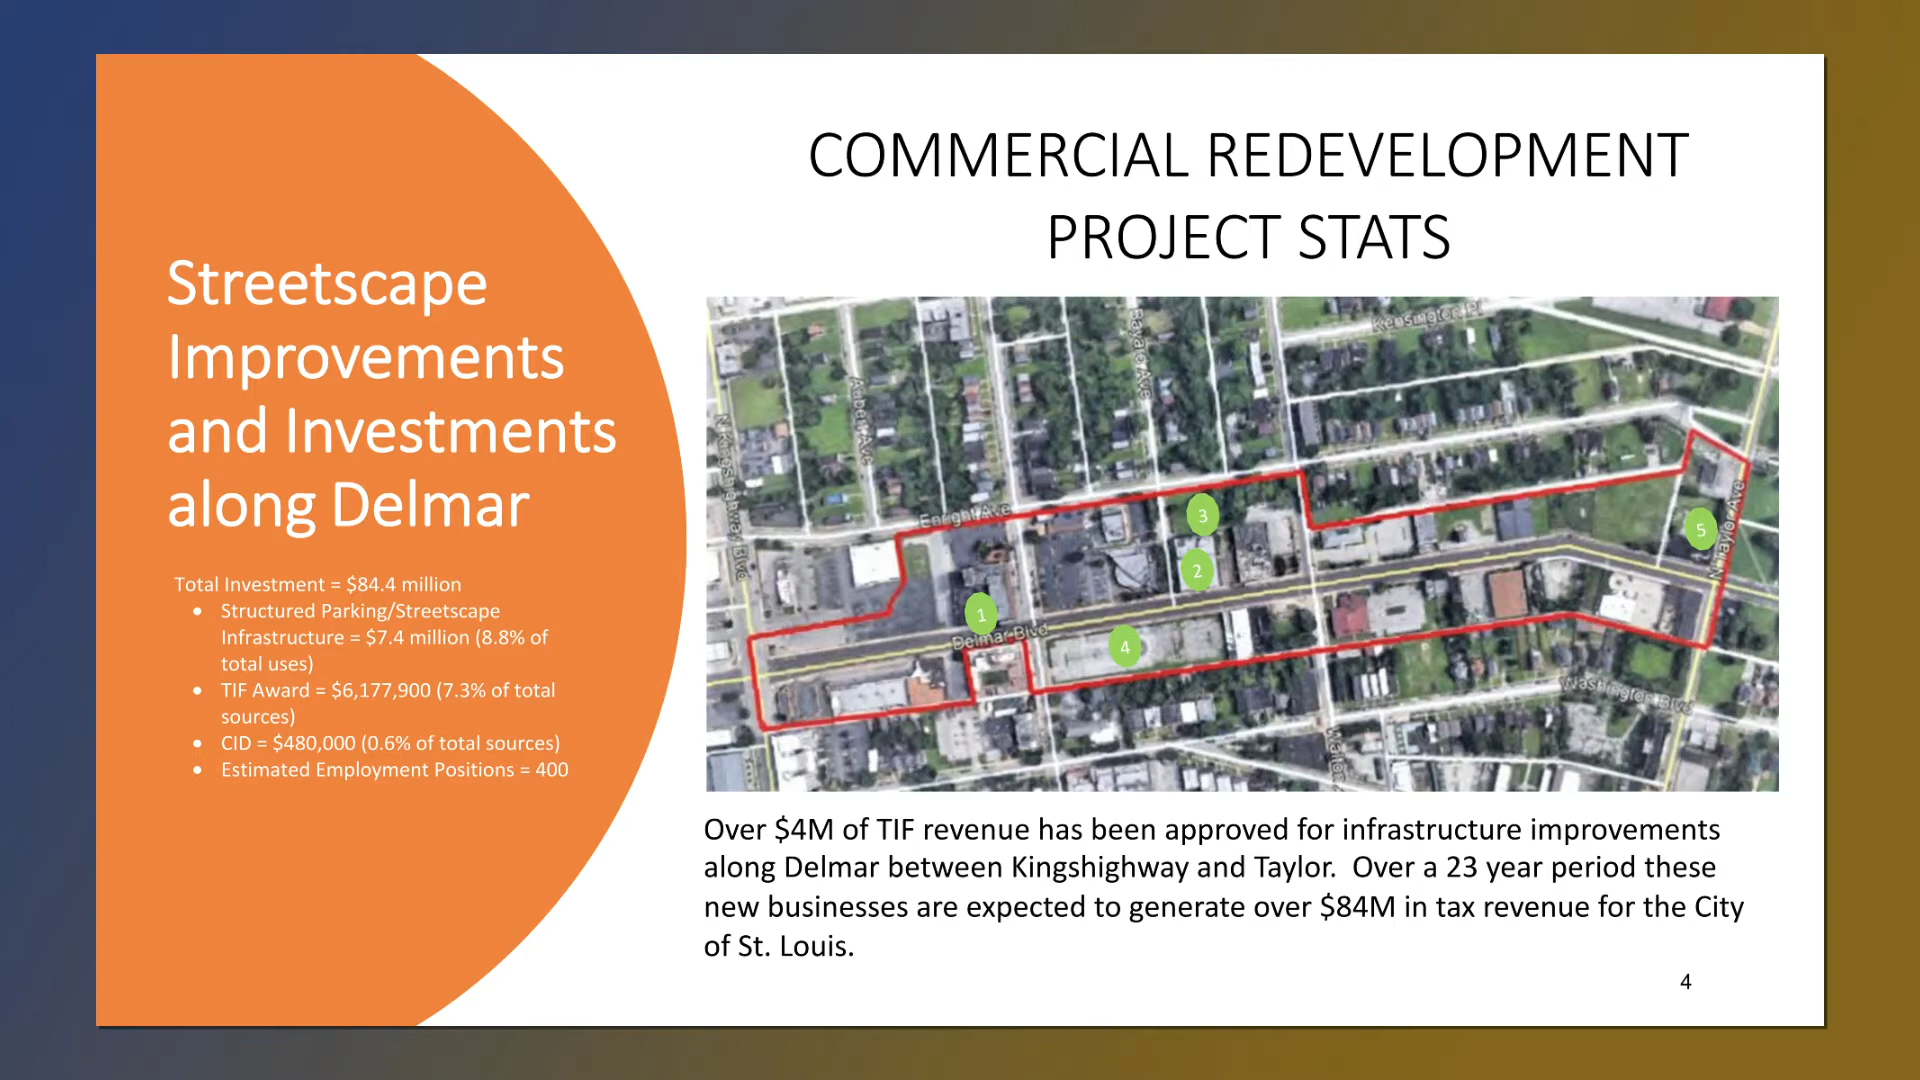 COMMERCIAL REDEVELOPMENT
PROJECT STATS
Streetscape
Improvements
and Investments
along Delmar
Total Investment = $84.4 million
• Structured Parking/Streetscape
Infrastructure = $7.4 million (8.8% of
total uses)
• TIF Award = $6,177,900 (7.3% of total
sources)
• CID = $480,000 (0.6% of total sources)
• Estimated Employment Positions = 400
Kensington Pl
Bayard Ave
Aubert Ave
N Kingshighway Blvd
Enright Ave
3
5
N Taylor Ave
2
1
Delmar Blvd
4
Washington Blvd
Over $4M of TIF revenue has been approved for infrastructure improvements
along Delmar between Kingshighway and Taylor.  Over a 23 year period these
new businesses are expected to generate over $84M in tax revenue for the City
of St. Louis.
4